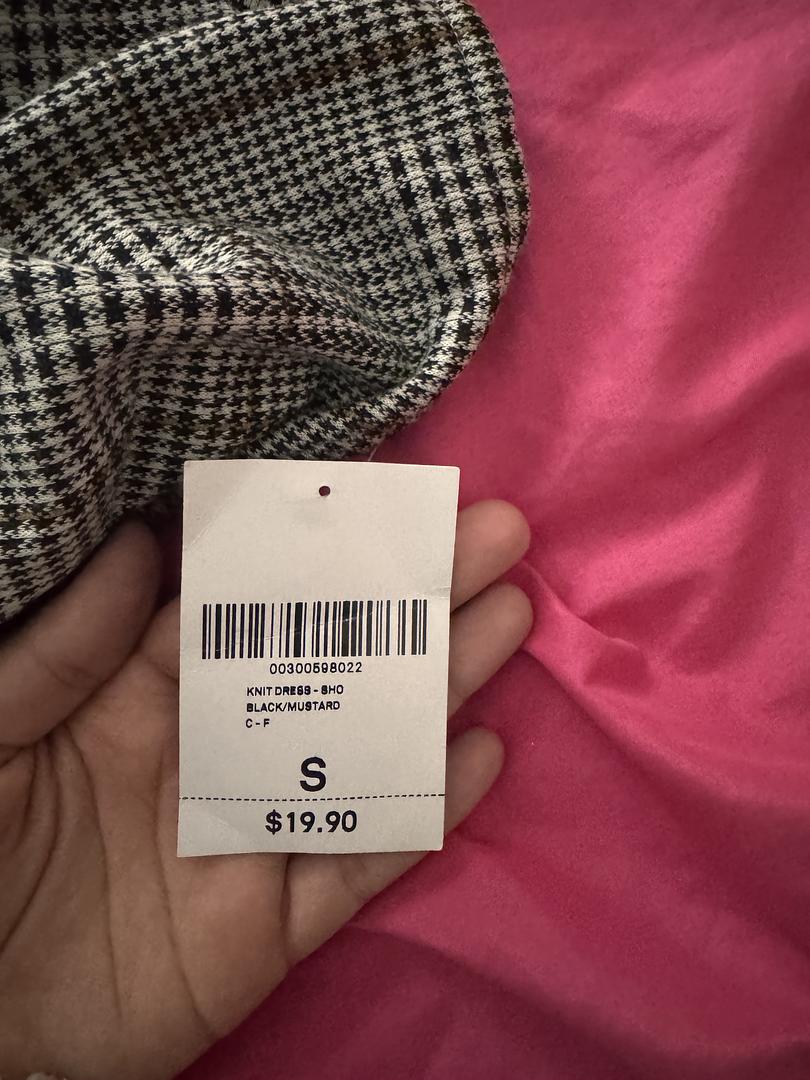 00300598022
KNIT DRESS - SHO
BLACK/MUSTARD
C - F
S
$19.90